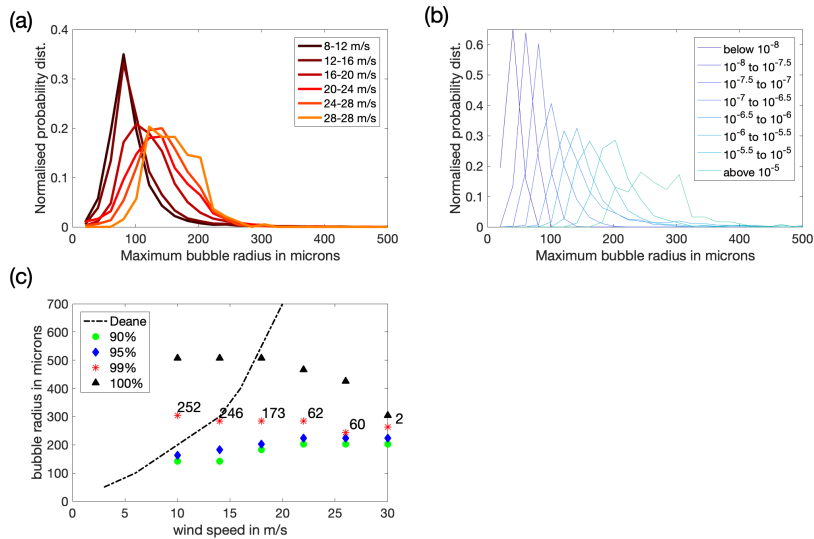 (a)
Normalised probability dist.
0.4
0.3
0.2
0.1
0
0 100 200 300 400 500
Maximum bubble radius in microns
8-12 m/s
12-16 m/s
16-20 m/s
20-24 m/s
24-28 m/s
28-28 m/s
(b)
Normalised probability dist.
0.6
0.5
0.4
0.3
0.2
0.1
0
0 100 200 300 400 500
Maximum bubble radius in microns
below 10^-8
10^-8 to 10^-7.5
10^-7.5 to 10^-7
10^-7 to 10^-6.5
10^-6.5 to 10^-6
10^-6 to 10^-5.5
10^-5.5 to 10^-5
above 10^-5
(c)
bubble radius in microns
700
600
500
400
300
200
100
0
0 5 10 15 20 25 30
wind speed in m/s
Deane
90%
95%
99%
100%
252 246 173 62 60 2